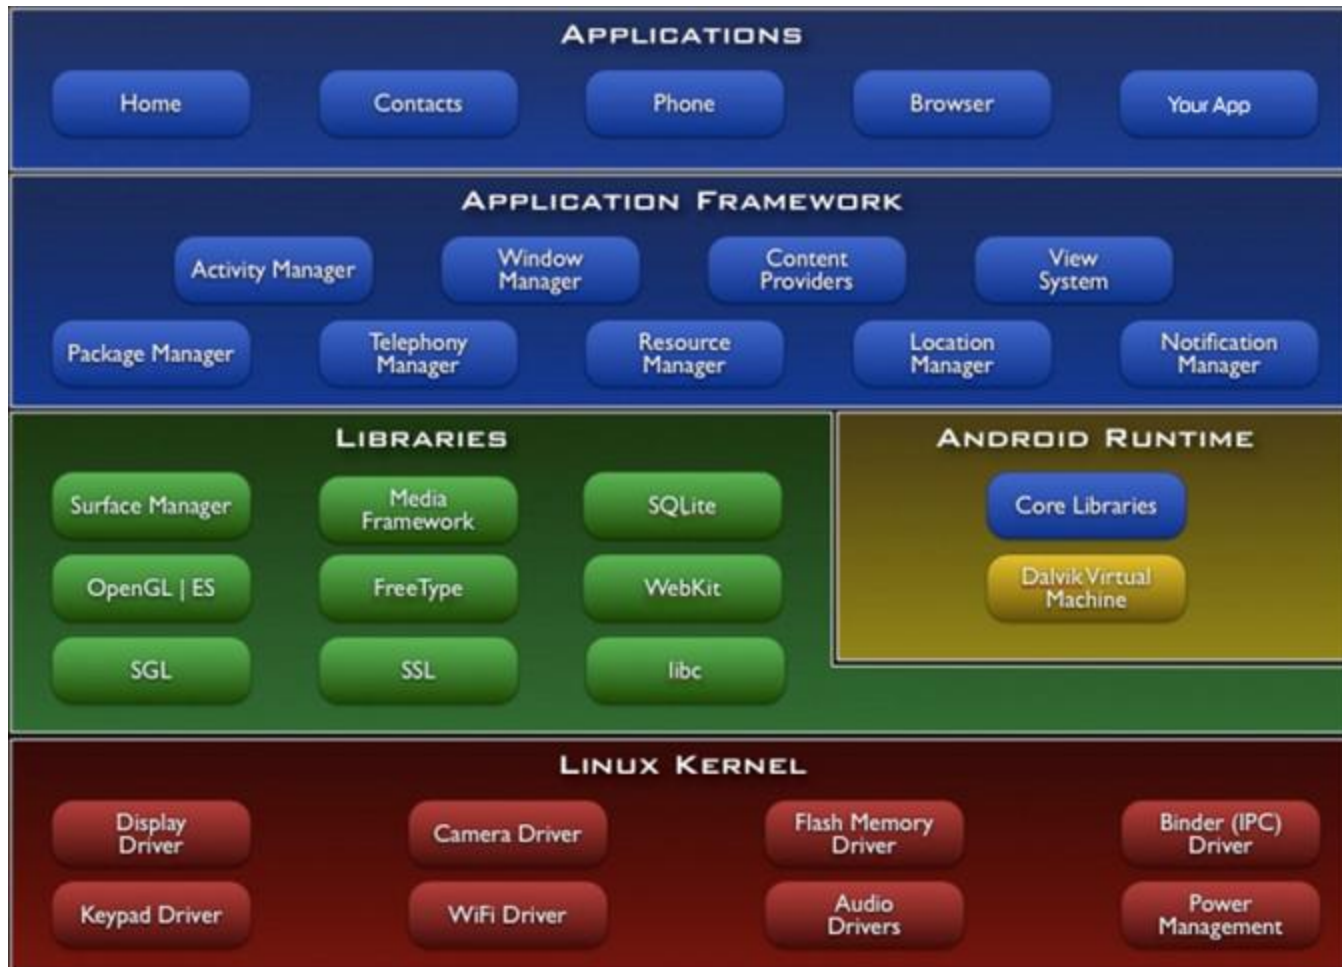 APPLICATIONS
Home
Contacts
Phone
Browser
Your App
APPLICATION FRAMEWORK
Activity Manager
Window
Manager
Content
Providers
View
System
Package Manager
Telephony
Manager
Resource
Manager
Location
Manager
Notification
Manager
LIBRARIES
Surface Manager
Media
Framework
SQLite
OpenGL | ES
FreeType
WebKit
SGL
SSL
libc
ANDROID RUNTIME
Core Libraries
Dalvik Virtual
Machine
LINUX KERNEL
Display
Driver
Camera Driver
Flash Memory
Driver
Binder (IPC)
Driver
Keypad Driver
WiFi Driver
Audio
Drivers
Power
Management